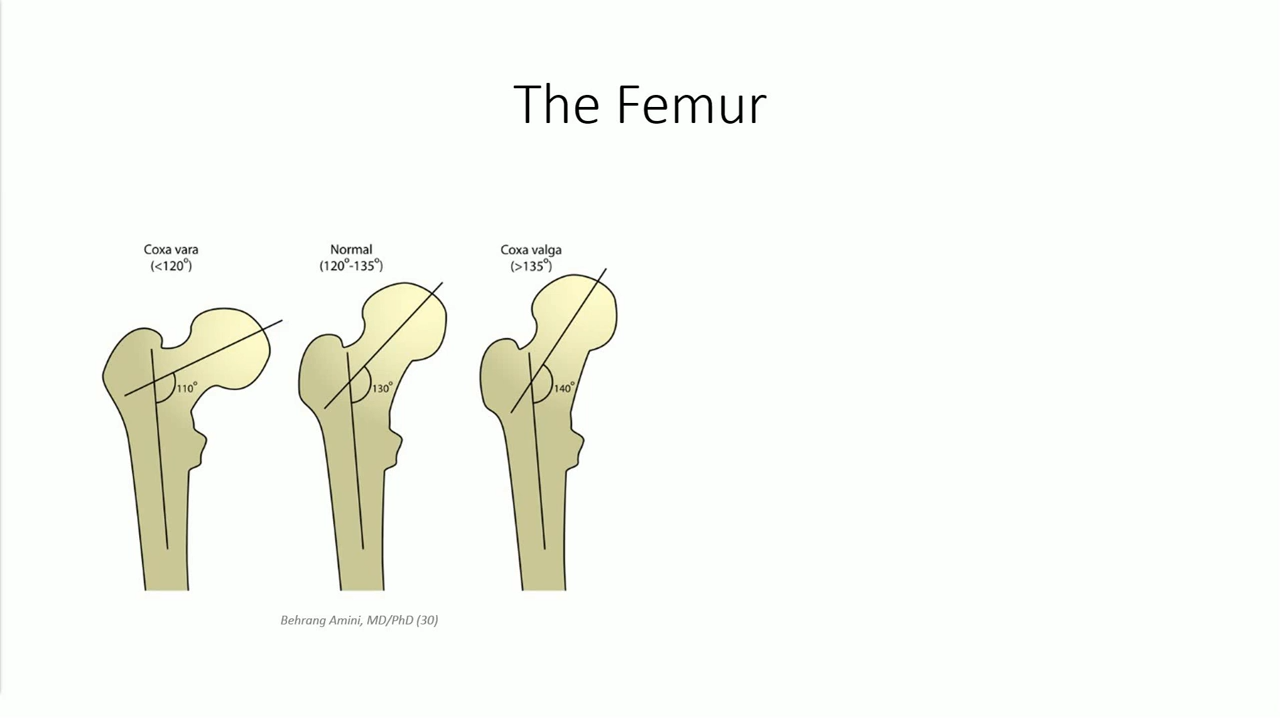 The Femur
Coxa vara
(<120°)
Normal
(120°-135°)
Coxa valga
(>135°)
110°
130°
140°
Behrang Amini, MD/PhD (30)